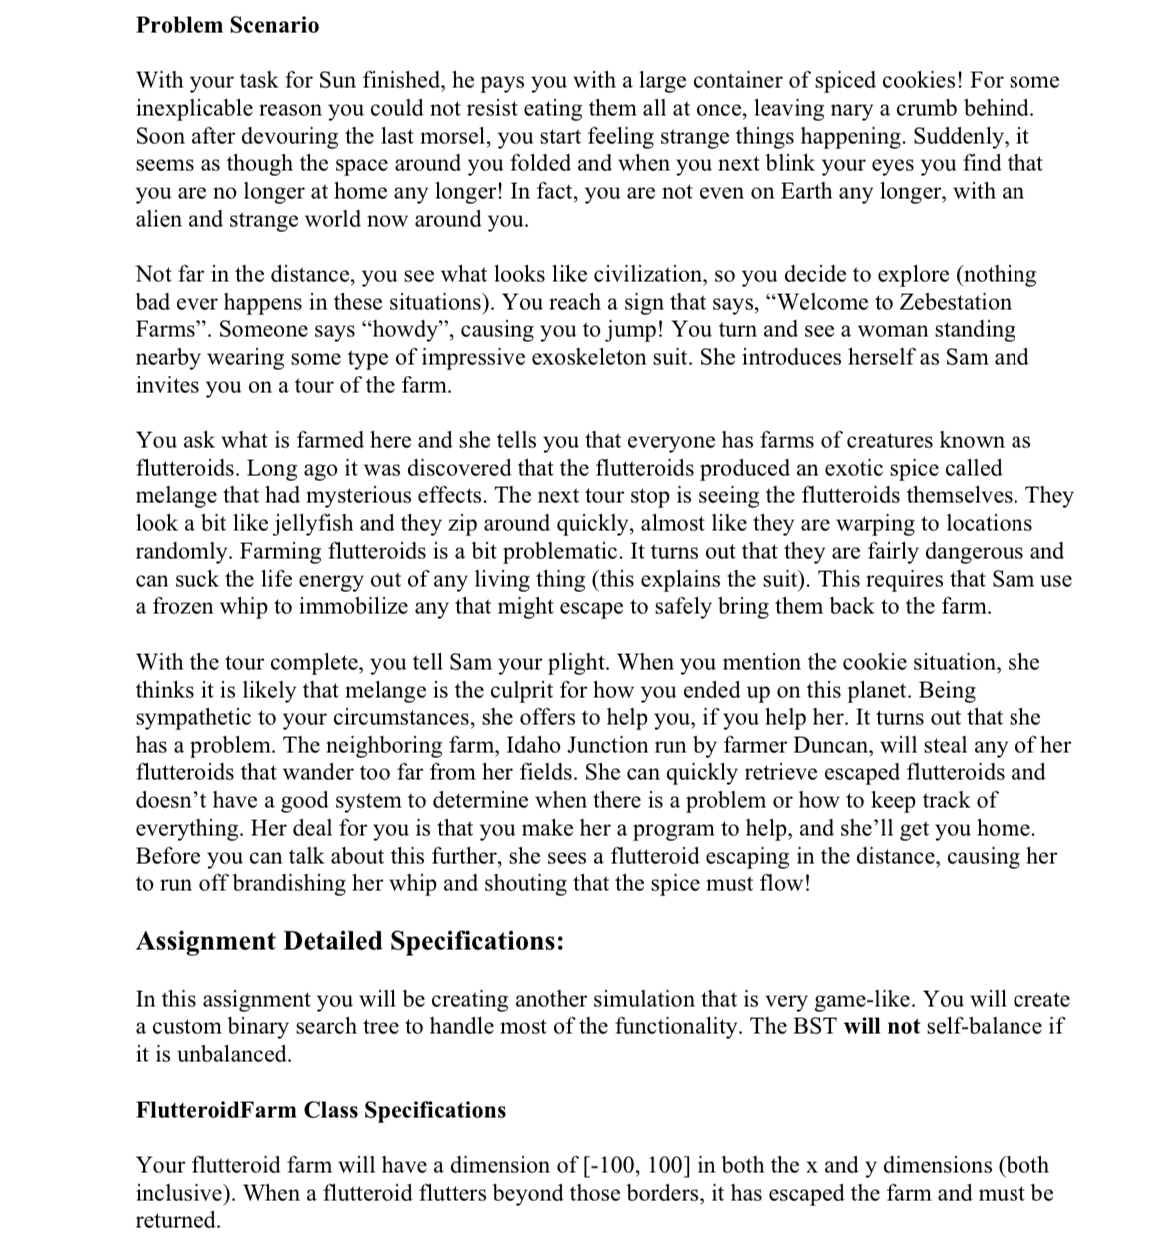 Problem Scenario
With your task for Sun finished, he pays you with a large container of spiced cookies! For some
inexplicable reason you could not resist eating them all at once, leaving nary a crumb behind.
Soon after devouring the last morsel, you start feeling strange things happening. Suddenly, it
seems as though the space around you folded and when you next blink your eyes you find that
you are no longer at home any longer! In fact, you are not even on Earth any longer, with an
alien and strange world now around you.
Not far in the distance, you see what looks like civilization, so you decide to explore (nothing
bad ever happens in these situations). You reach a sign that says, “Welcome to Zebestation
Farms”. Someone says “howdy”, causing you to jump! You turn and see a woman standing
nearby wearing some type of impressive exoskeleton suit. She introduces herself as Sam and
invites you on a tour of the farm.
You ask what is farmed here and she tells you that everyone has farms of creatures known as
flutteroids. Long ago it was discovered that the flutteroids produced an exotic spice called
melange that had mysterious effects. The next tour stop is seeing the flutteroids themselves. They
look a bit like jellyfish and they zip around quickly, almost like they are warping to locations
randomly. Farming flutteroids is a bit problematic. It turns out that they are fairly dangerous and
can suck the life energy out of any living thing (this explains the suit). This requires that Sam use
a frozen whip to immobilize any that might escape to safely bring them back to the farm.
With the tour complete, you tell Sam your plight. When you mention the cookie situation, she
thinks it is likely that melange is the culprit for how you ended up on this planet. Being
sympathetic to your circumstances, she offers to help you, if you help her. It turns out that she
has a problem. The neighboring farm, Idaho Junction run by farmer Duncan, will steal any of her
flutteroids that wander too far from her fields. She can quickly retrieve escaped flutteroids and
doesn’t have a good system to determine when there is a problem or how to keep track of
everything. Her deal for you is that you make her a program to help, and she’ll get you home.
Before you can talk about this further, she sees a flutteroid escaping in the distance, causing her
to run off brandishing her whip and shouting that the spice must flow!
Assignment Detailed Specifications:
In this assignment you will be creating another simulation that is very game-like. You will create
a custom binary search tree to handle most of the functionality. The BST will not self-balance if
it is unbalanced.
FlutteroidFarm Class Specifications
Your flutteroid farm will have a dimension of [-100, 100] in both the x and y dimensions (both
inclusive). When a flutteroid flutters beyond those borders, it has escaped the farm and must be
returned.